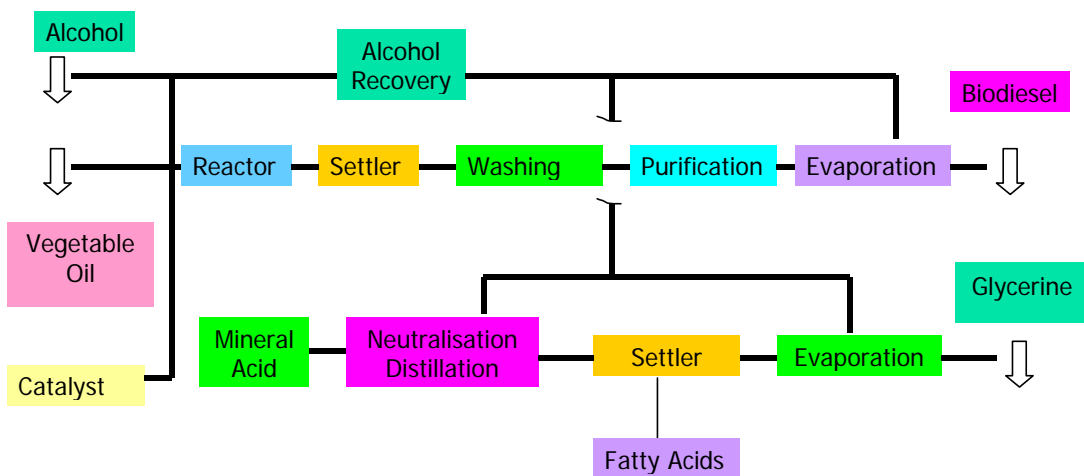 Alcohol
Alcohol
Recovery
Biodiesel
Reactor
Settler
Washing
Purification
Evaporation
Vegetable
Oil
Glycerine
Mineral
Acid
Neutralisation
Distillation
Settler
Evaporation
Catalyst
Fatty Acids